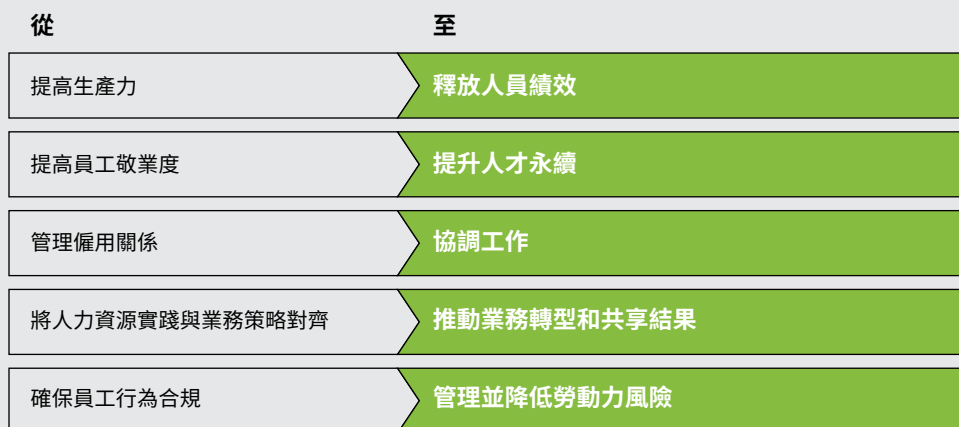 從 至
提高生產力 釋放人員績效
提高員工敬業度 提升人才永續
管理僱用關係 協調工作
將人力資源實踐與業務策略對齊 推動業務轉型和共享結果
確保員工行為合規 管理並降低勞動力風險